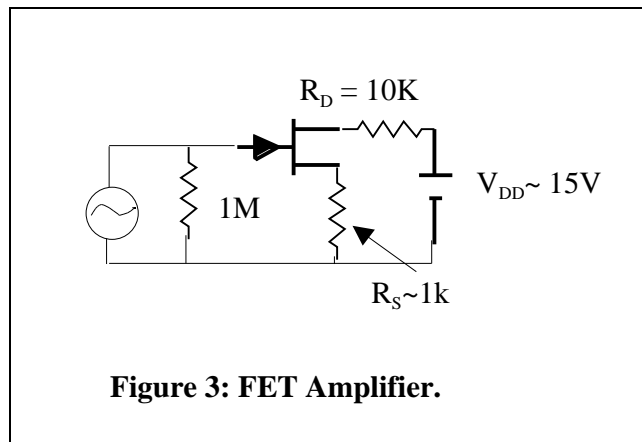 R_D = 10K
1M
V_DD~ 15V
R_S~1k
Figure 3: FET Amplifier.